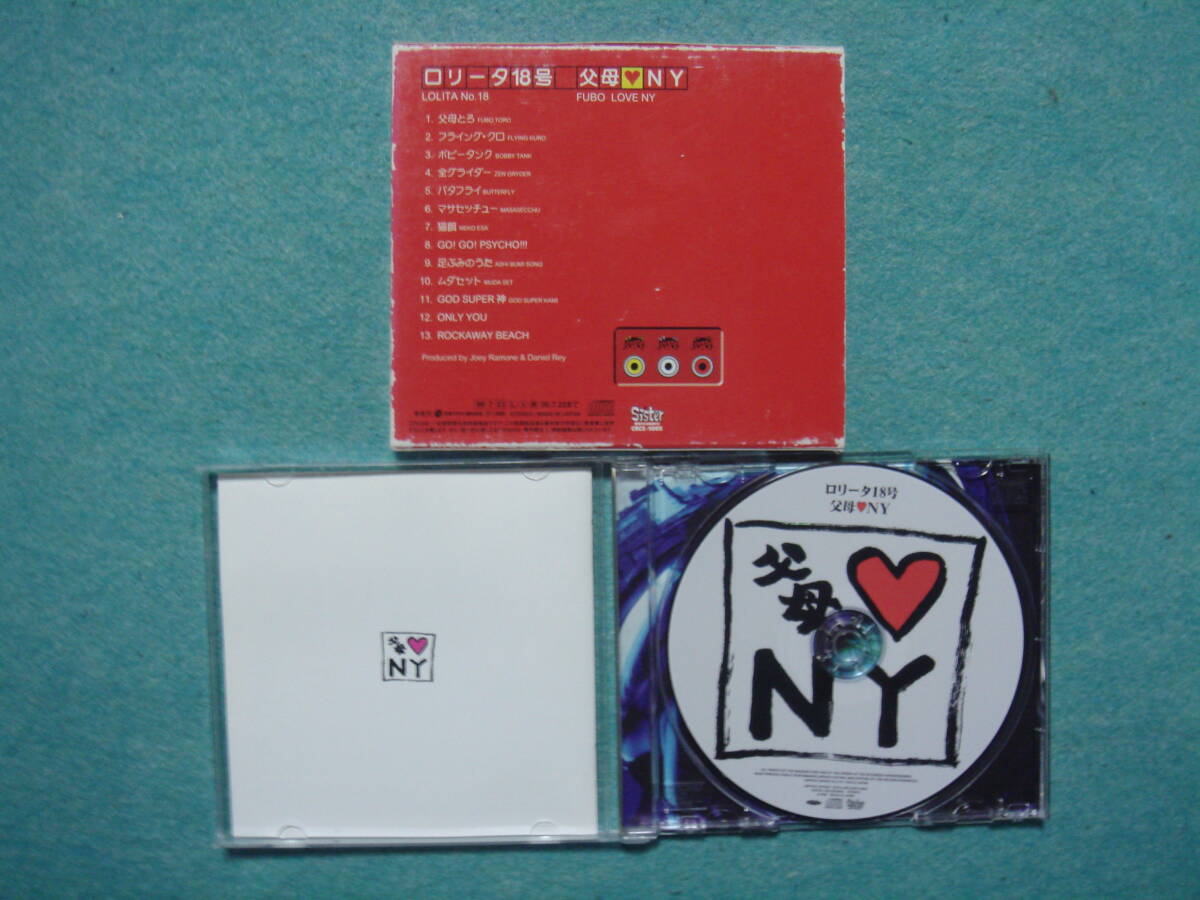 ロリータ18号 父母♥NY
LOLITA No.18 FUBO LOVE NY
1. 父母とろ FUBO TORO
2. フライング・クロ FLYING KURO
3. ボビータンク BOBBY TANK
4. 全グライダー ZEN GRYDER
5. バタフライ BUTTERFLY
6. マサセッチュー MASASECCHU
7. 猫餌 NEKO ESA
8. GO! GO! PSYCHO!!!
9. 足ぶみのうた ASHI BUMI SONG
10. ムダセット MUDA SET
11. GOD SUPER 神 GOD SUPER KAMI
12. ONLY YOU
13. ROCKAWAY BEACH
Produced by Joey Ramone & Daniel Rey
Sister
父母♥
NY
ロリータ18号
父母♥NY
父母♥
NY